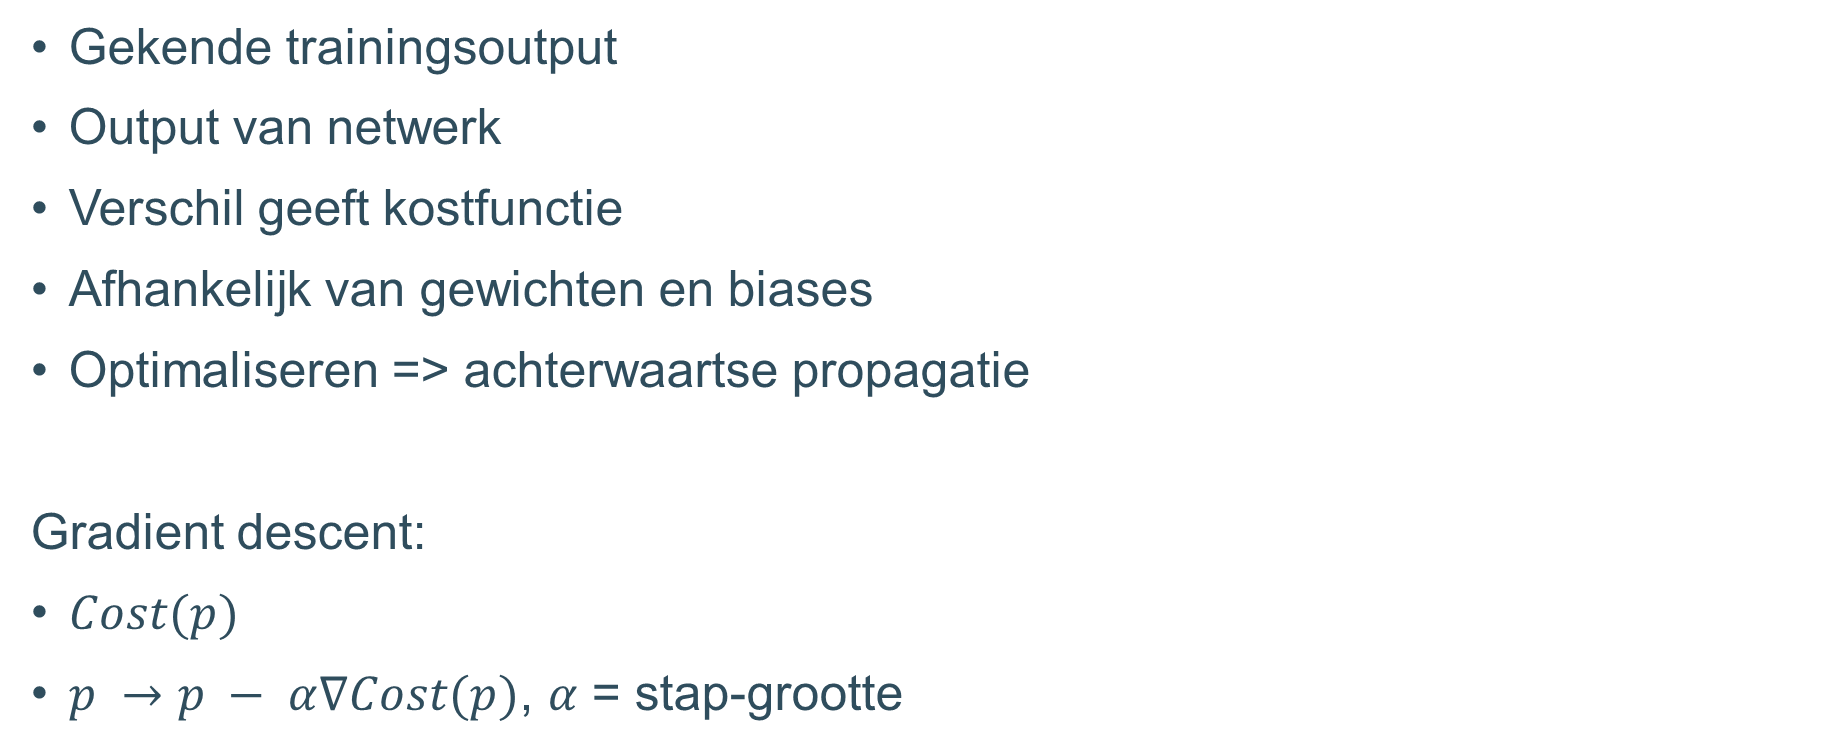 • Gekende trainingsoutput
• Output van netwerk
• Verschil geeft kostfunctie
• Afhankelijk van gewichten en biases
• Optimaliseren => achterwaartse propagatie
Gradient descent:
• 𝐶𝑜𝑠𝑡(𝑝)
• 𝑝 → 𝑝 − 𝛼∇𝐶𝑜𝑠𝑡(𝑝), 𝛼 = stap-grootte